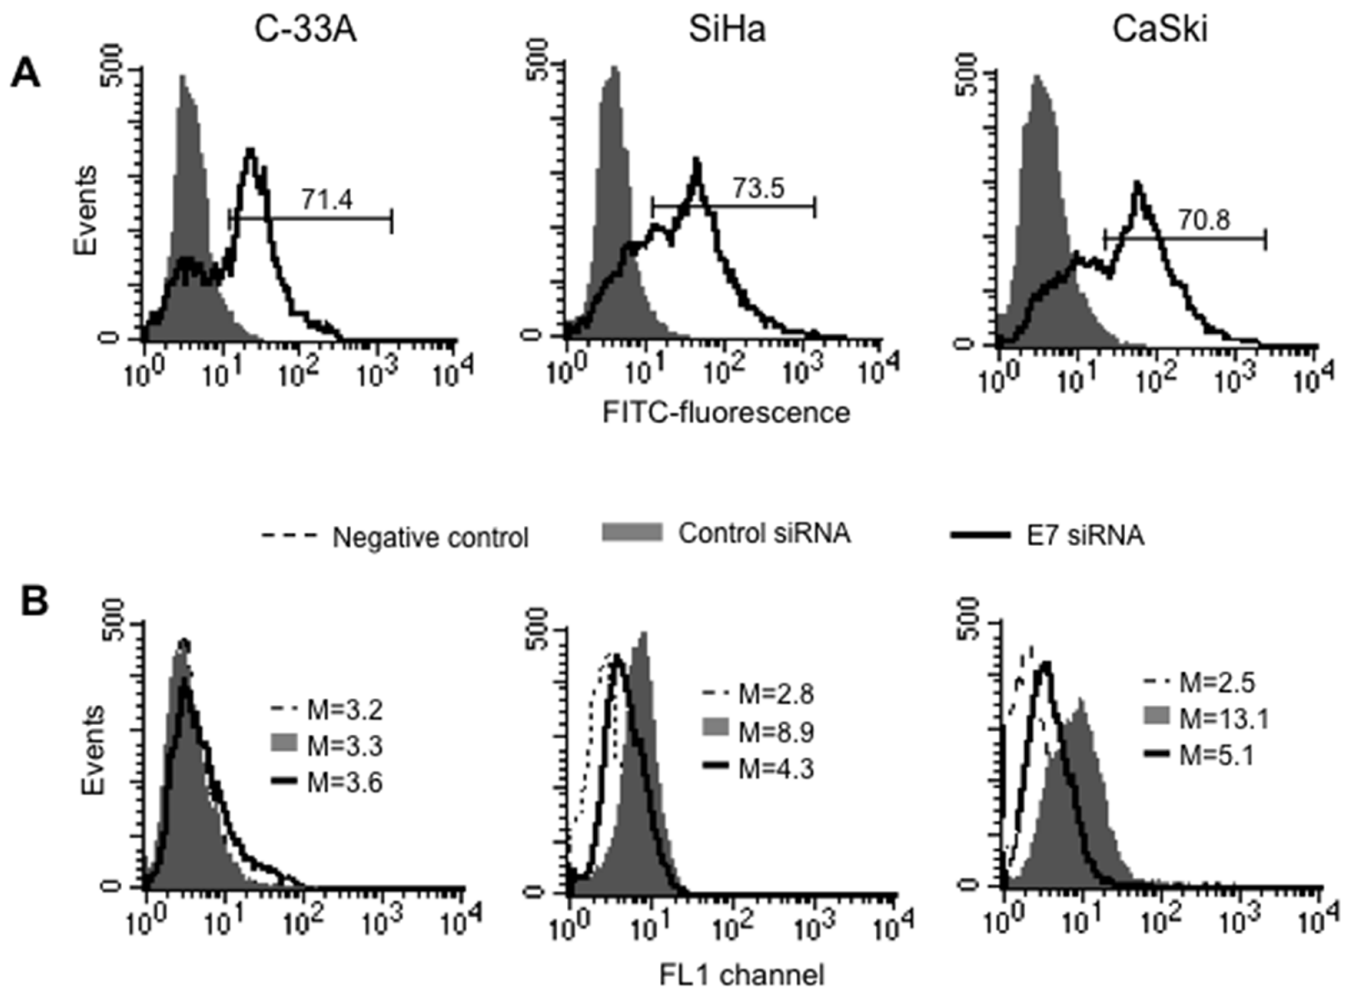 C-33A SiHa CaSki
A
500 500 500
Events
71.4 73.5 70.8
0 0 0
10⁰ 10¹ 10² 10³ 10⁴ 10⁰ 10¹ 10² 10³ 10⁴ 10⁰ 10¹ 10² 10³ 10⁴
FITC-fluorescence
Negative control Control siRNA E7 siRNA
B
500 500 500
Events
M=3.2 M=2.8 M=2.5
M=3.3 M=8.9 M=13.1
M=3.6 M=4.3 M=5.1
0 0 0
10⁰ 10¹ 10² 10³ 10⁴ 10⁰ 10¹ 10² 10³ 10⁴ 10⁰ 10¹ 10² 10³ 10⁴
FL1 channel